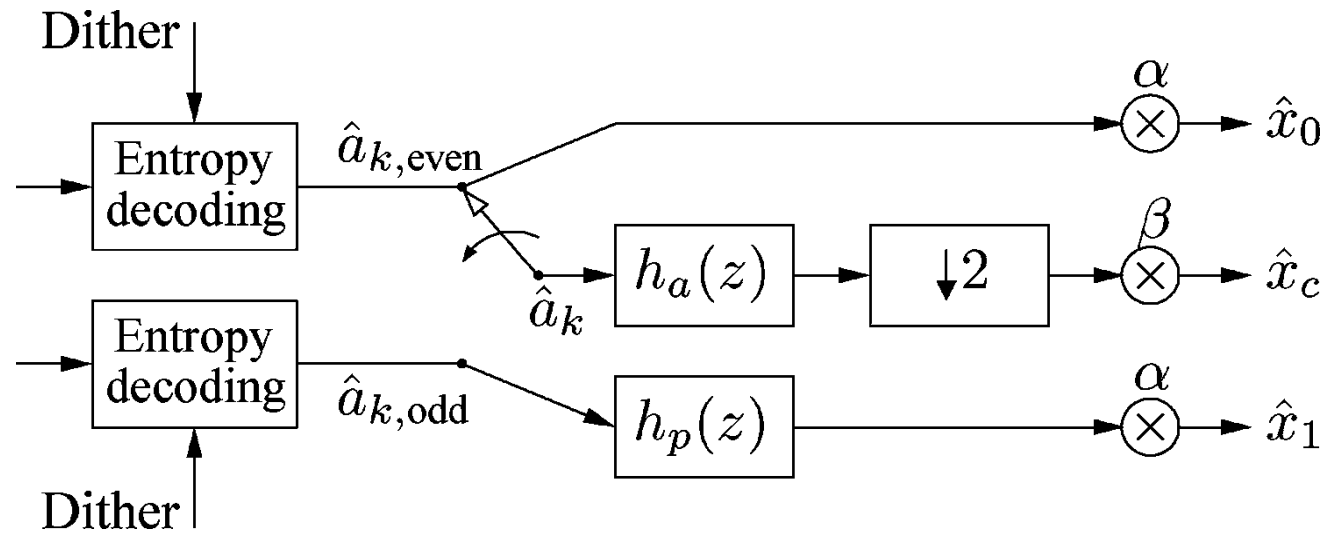 Dither
Entropy
decoding
â_{k,even}
α
x̂_0
â_k
h_a(z)
↓2
β
x̂_c
Entropy
decoding
â_{k,odd}
h_p(z)
α
x̂_1
Dither